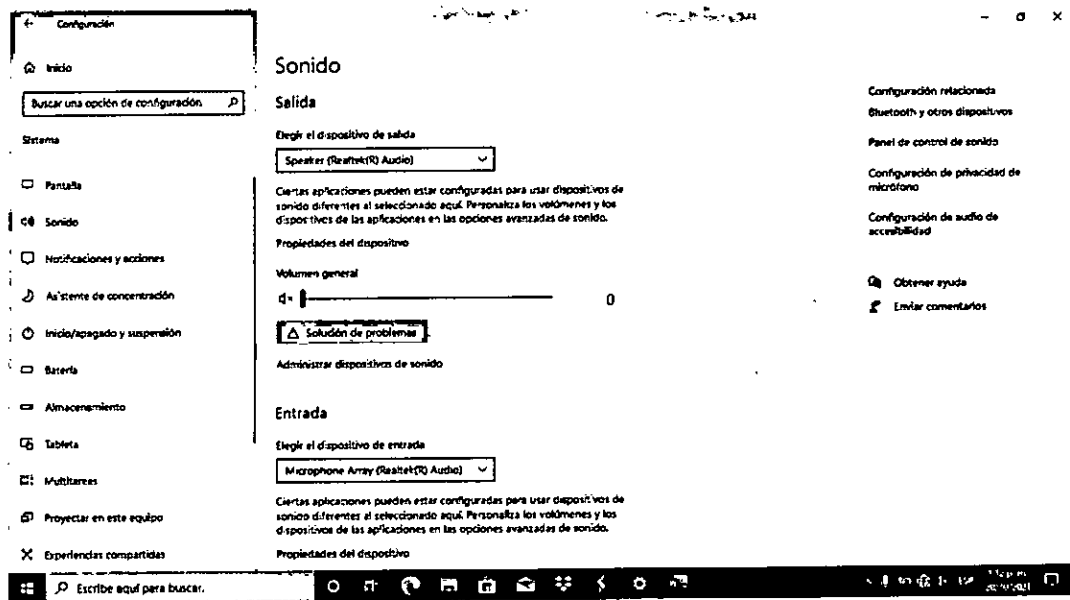 Configuración
Inicio
Buscar una opción de configuración
Sistema
Pantalla
Sonido
Notificaciones y acciones
Asistente de concentración
Inicio/apagado y suspensión
Batería
Almacenamiento
Tableta
Multitareas
Proyectar en este equipo
Experiencias compartidas
Sonido
Salida
Elegir el dispositivo de salida
Speaker (Realtek(R) Audio)
Ciertas aplicaciones pueden estar configuradas para usar dispositivos de
sonido diferentes al seleccionado aquí. Personaliza los volúmenes y los
dispositivos de las aplicaciones en las opciones avanzadas de sonido.
Propiedades del dispositivo
Volumen general
0
Solución de problemas
Administrar dispositivos de sonido
Entrada
Elegir el dispositivo de entrada
Microphone Array (Realtek(R) Audio)
Ciertas aplicaciones pueden estar configuradas para usar dispositivos de
sonido diferentes al seleccionado aquí. Personaliza los volúmenes y los
dispositivos de las aplicaciones en las opciones avanzadas de sonido.
Propiedades del dispositivo
Configuración relacionada
Bluetooth y otros dispositivos
Panel de control de sonido
Configuración de privacidad de
micrófono
Configuración de audio de
accesibilidad
Obtener ayuda
Enviar comentarios
Escribe aquí para buscar.
ESP